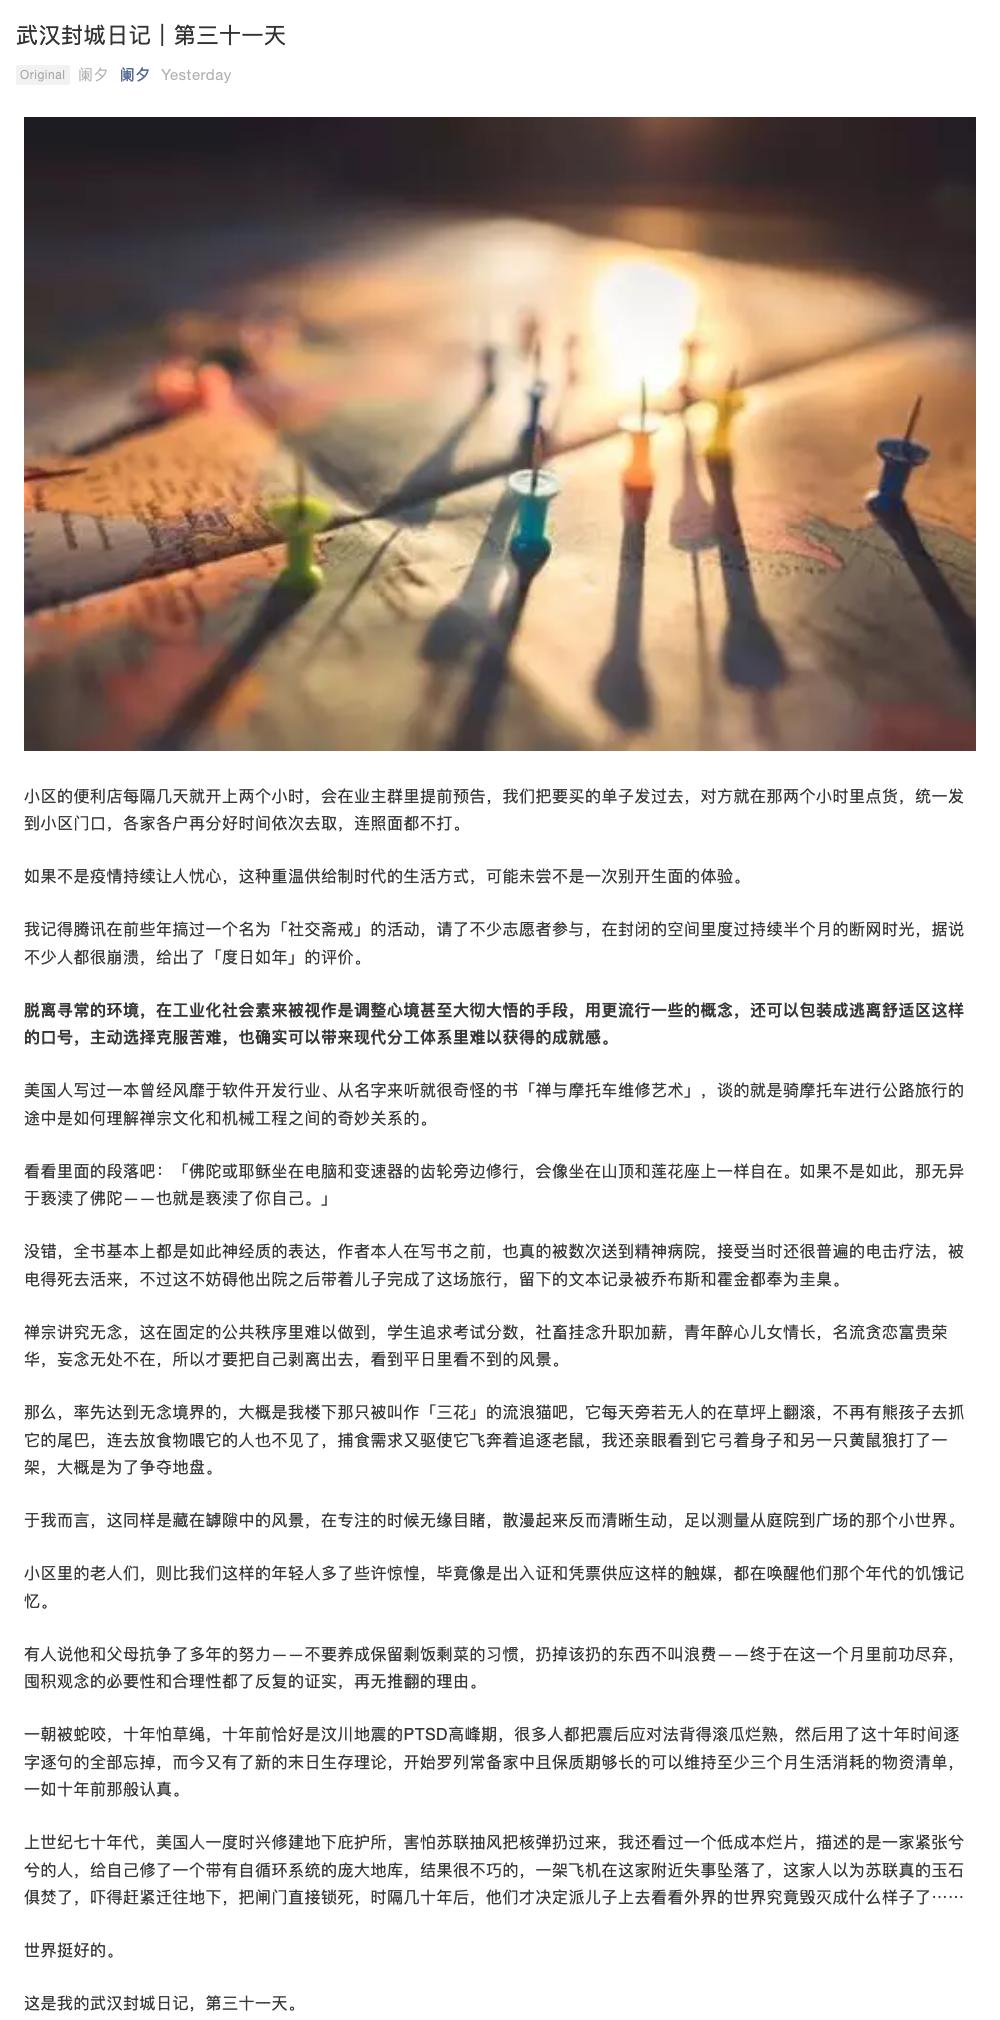 武汉封城日记 | 第三十一天
Original 阑夕 阑夕 Yesterday
小区的便利店每隔几天就开上两个小时，会在业主群里提前预告，我们把要买的单子发过去，对方就在那两个小时里点货，统一发
到小区门口，各家各户再分好时间依次去取，连照面都不打。
如果不是疫情持续让人忧心，这种重温供给制时代的生活方式，可能未尝不是一次别开生面的体验。
我记得腾讯在前些年搞过一个名为「社交斋戒」的活动，请了不少志愿者参与，在封闭的空间里度过持续半个月的断网时光，据说
不少人都很崩溃，给出了「度日如年」的评价。
脱离寻常的环境，在工业化社会素来被视作是调整心境甚至大彻大悟的手段，用更流行一些的概念，还可以包装成逃离舒适区这样
的口号，主动选择克服苦难，也确实可以带来现代分工体系里难以获得的成就感。
美国人写过一本曾经风靡于软件开发行业、从名字来听就很奇怪的书「禅与摩托车维修艺术」，谈的就是骑摩托车进行公路旅行的
途中是如何理解禅宗文化和机械工程之间的奇妙关系的。
看看里面的段落吧：「佛陀或耶稣坐在电脑和变速器的齿轮旁边修行，会像坐在山顶和莲花座上一样自在。如果不是如此，那无异
于亵渎了佛陀——也就是亵渎了你自己。」
没错，全书基本上都是如此神经质的表达，作者本人在写书之前，也真的被数次送到精神病院，接受当时还很普遍的电击疗法，被
电得死去活来，不过这不妨碍他出院之后带着儿子完成了这场旅行，留下的文本记录被乔布斯和霍金都奉为圭臬。
禅宗讲究无念，这在固定的公共秩序里难以做到，学生追求考试分数，社畜挂念升职加薪，青年醉心儿女情长，名流贪恋富贵荣
华，妄念无处不在，所以才要把自己剥离出去，看到平日里看不到的风景。
那么，率先达到无念境界的，大概是我楼下那只被叫作「三花」的流浪猫吧，它每天旁若无人的在草坪上翻滚，不再有熊孩子去抓
它的尾巴，连去放食物喂它的人也不见了，捕食需求又驱使它飞奔着追逐老鼠，我还亲眼看到它弓着身子和另一只黄鼠狼打了一
架，大概是为了争夺地盘。
于我而言，这同样是藏在罅隙中的风景，在专注的时候无缘目睹，散漫起来反而清晰生动，足以测量从庭院到广场的那个小世界。
小区里的老人们，则比我们这样的年轻人多了些许惊惶，毕竟像是出入证和凭票供应这样的触媒，都在唤醒他们那个年代的饥饿记
忆。
有人说他和父母抗争了多年的努力——不要养成保留剩饭剩菜的习惯，扔掉该扔的东西不叫浪费——终于在这一个月里前功尽弃，
囤积观念的必要性和合理性都了反复的证实，再无推翻的理由。
一朝被蛇咬，十年怕草绳，十年前恰好是汶川地震的PTSD高峰期，很多人都把震后应对法背得滚瓜烂熟，然后用了这十年时间逐
字逐句的全部忘掉，而今又有了新的末日生存理论，开始罗列常备家中且保质期够长的可以维持至少三个月生活消耗的物资清单，
一如十年前那般认真。
上世纪七十年代，美国人一度时兴修建地下庇护所，害怕苏联抽风把核弹扔过来，我还看过一个低成本烂片，描述的是一家紧张兮
兮的人，给自己修了一个带有自循环系统的庞大地库，结果很不巧的，一架飞机在这家附近失事坠落了，这家人以为苏联真的玉石
俱焚了，吓得赶紧迁往地下，把闸门直接锁死，时隔几十年后，他们才决定派儿子上去看看外界的世界究竟毁灭成什么样子了⋯⋯
世界挺好的。
这是我的武汉封城日记，第三十一天。